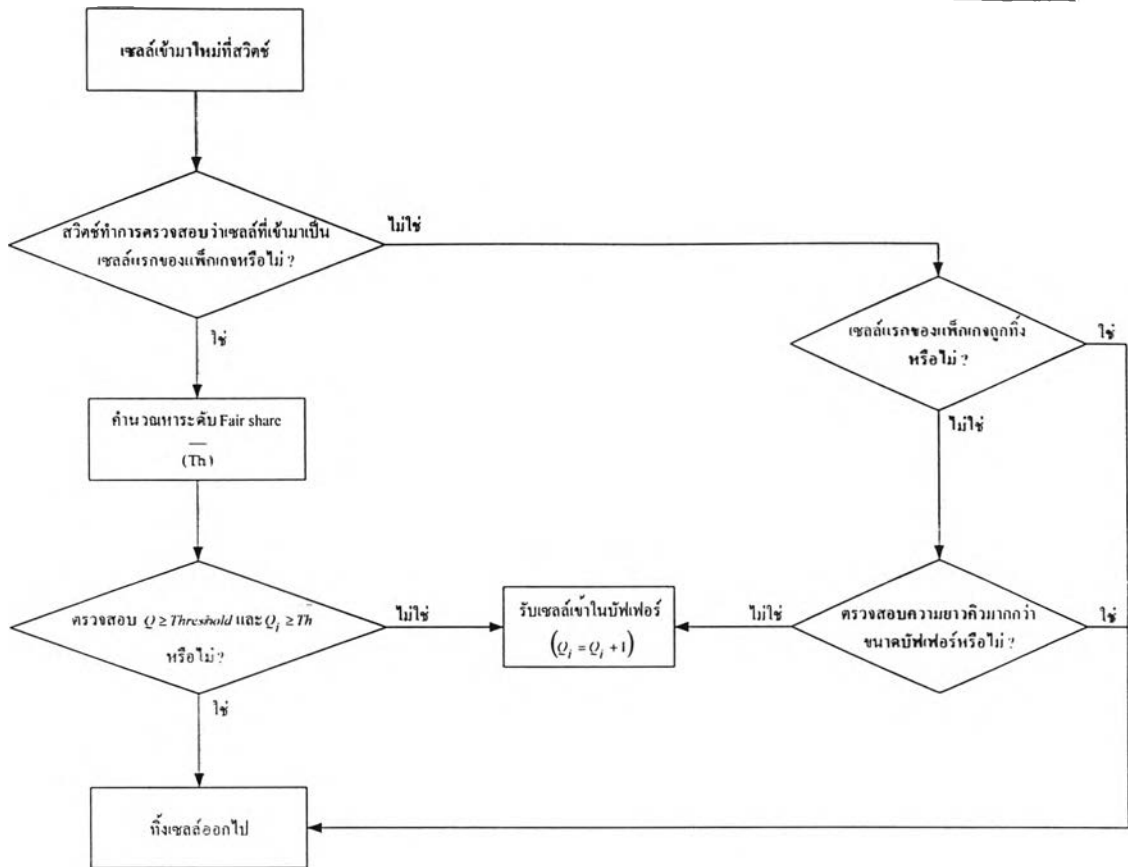 เซลล์เข้ามาใหม่ที่สวิตช์
สวิตช์ทำการตรวจสอบว่าเซลล์ที่เข้ามาเป็น
เซลล์แรกของแพ็กเกจหรือไม่ ?
ไม่ใช่
ใช่
เซลล์แรกของแพ็กเกจถูกทิ้ง
หรือไม่ ?
ใช่
ไม่ใช่
คำนวณหาระดับ Fair share
(T̅h̅)
ตรวจสอบ Q ≥ Threshold และ Q_i ≥ T̅h̅
หรือไม่ ?
ไม่ใช่
ใช่
รับเซลล์เข้าในบัฟเฟอร์
(Q_i = Q_i + 1)
ไม่ใช่
ตรวจสอบความยาวคิวมากกว่า
ขนาดบัฟเฟอร์หรือไม่ ?
ใช่
ทิ้งเซลล์ออกไป